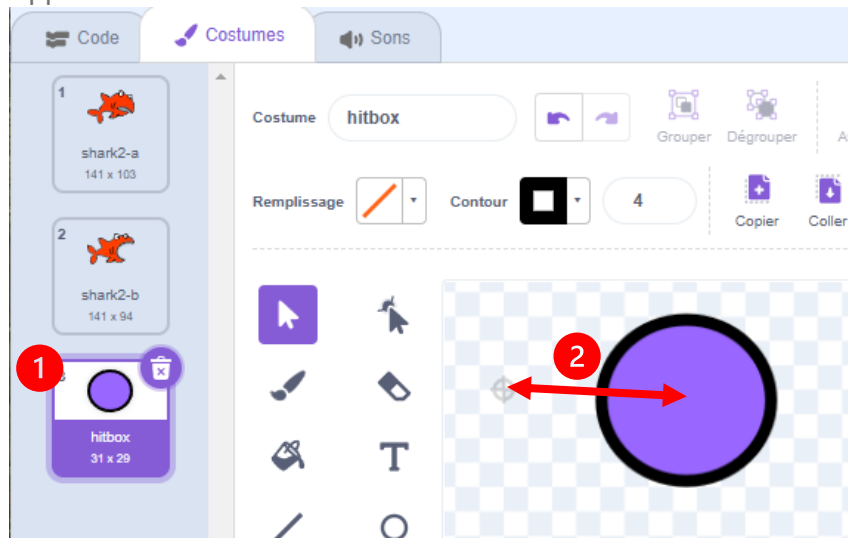 Code
Costumes
Sons
1
shark2-a
141 x 103
2
shark2-b
141 x 94
1
hitbox
31 x 29
Costume hitbox
Grouper Dégrouper
Remplissage Contour 4
Copier Coller
2
T